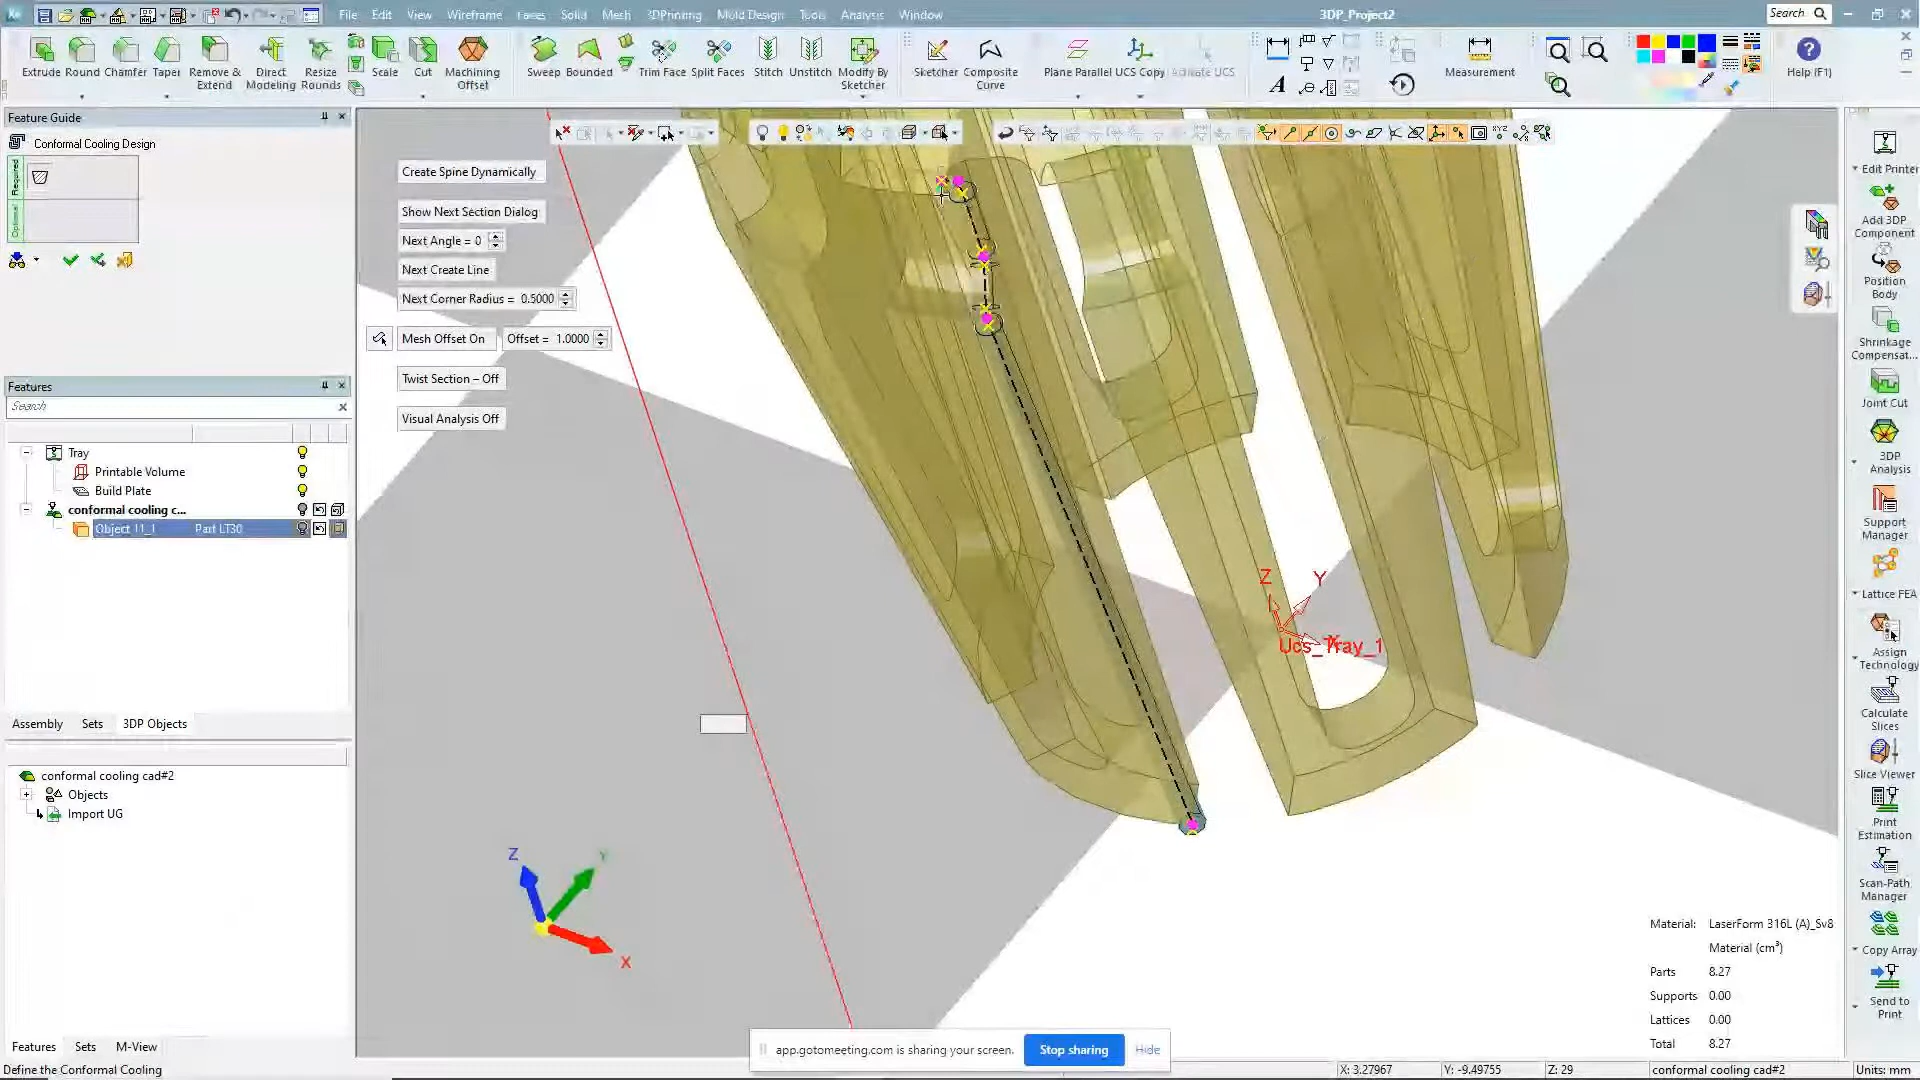 File Edit View Wireframe Faces Solid Mesh 3DPrinting Mold Design Tools Analysis Window
3DP_Project2
Search
Extrude Round Chamfer Taper Remove & Extend Direct Modeling Resize Rounds Scale Cut Machining Offset
Sweep Bounded Trim Face Split Faces Stitch Unstitch Modify By Sketcher
Sketcher Composite Curve Plane Parallel UCS Copy Activate UCS
Measurement
Help (F1)
Feature Guide
Conformal Cooling Design
Required
Optional
Create Spine Dynamically
Show Next Section Dialog
Next Angle = 0
Next Create Line
Next Corner Radius = 0.5000
Mesh Offset On Offset = 1.0000
Twist Section – Off
Visual Analysis Off
Features
Search
Tray
Printable Volume
Build Plate
conformal cooling c...
Object 11_1 Part LT30
Assembly Sets 3DP Objects
conformal cooling cad#2
Objects
Import UG
Features Sets M-View
Define the Conformal Cooling
Z Y
X
Ucs_Tray_1
Z Y
X
Edit Printer
Add 3DP Component
Position Body
Shrinkage Compensat...
Joint Cut
3DP Analysis
Support Manager
Lattice FEA
Assign Technology
Calculate Slices
Slice Viewer
Print Estimation
Scan-Path Manager
Copy Array
Send to Print
Material: LaserForm 316L (A)_Sv8
Material (cm³)
Parts 8.27
Supports 0.00
Lattices 0.00
Total 8.27
app.gotomeeting.com is sharing your screen. Stop sharing Hide
X: 3.27967 Y: -9.49755 Z: 29 conformal cooling cad#2 Units: mm